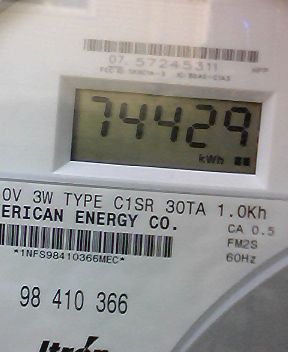 07. 57245311
74429
kWh
0V 3W TYPE C1SR 30TA 1.0Kh
ERICAN ENERGY CO.
CA 0.5
FM2S
60Hz
*1NFS98410366MEC*
98 410 366
Itron